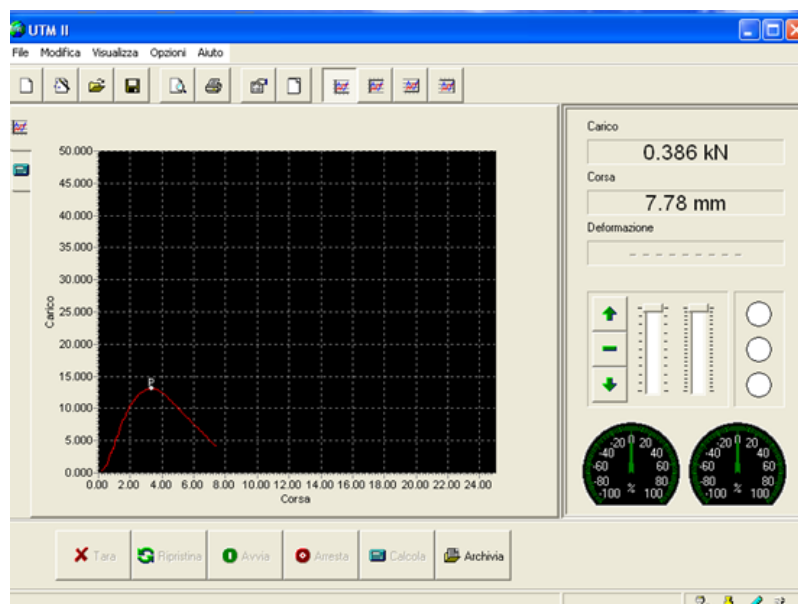 UTM II
File Modifica Visualizza Opzioni Aiuto
Carico
0.386 kN
Corsa
7.78 mm
Deformazione
- - - - - - - - -
50.000
45.000
40.000
35.000
30.000
25.000
20.000
15.000
10.000
5.000
0.000
Carico
P
0.00 2.00 4.00 6.00 8.00 10.00 12.00 14.00 16.00 18.00 20.00 22.00 24.00
Corsa
-20 0 20
-40 40
-60 60
-80 80
-100 % 100
-20 0 20
-40 40
-60 60
-80 80
-100 % 100
Tara Ripristina Avvia Arresta Calcola Archivia